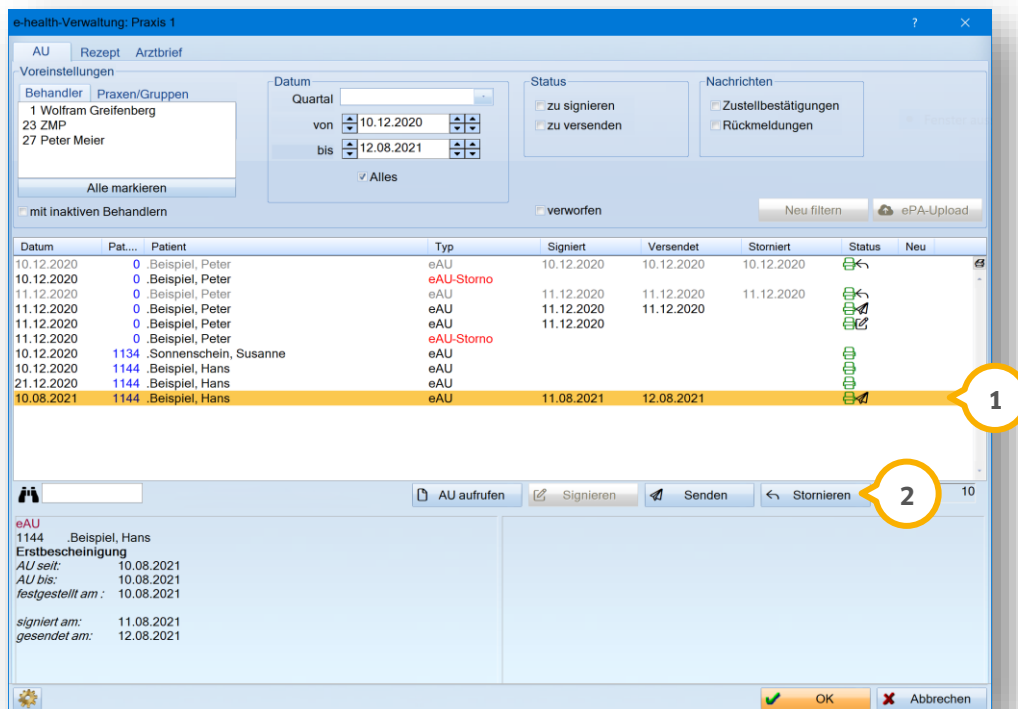 e-health-Verwaltung: Praxis 1 ?
AU Rezept Arztbrief
Voreinstellungen
Behandler Praxen/Gruppen
1 Wolfram Greifenberg
23 ZMP
27 Peter Meier
Alle markieren
mit inaktiven Behandlern
Datum
Quartal
von 10.12.2020
bis 12.08.2021
Alles
Status
zu signieren
zu versenden
verworfen
Nachrichten
Zustellbestätigungen
Rückmeldungen
Neu filtern ePA-Upload
Datum Pat.... Patient Typ Signiert Versendet Storniert Status Neu
10.12.2020 0 .Beispiel, Peter eAU 10.12.2020 10.12.2020 10.12.2020
10.12.2020 0 .Beispiel, Peter eAU-Storno
11.12.2020 0 .Beispiel, Peter eAU 11.12.2020 11.12.2020 11.12.2020
11.12.2020 0 .Beispiel, Peter eAU 11.12.2020 11.12.2020
11.12.2020 0 .Beispiel, Peter eAU 11.12.2020
11.12.2020 0 .Beispiel, Peter eAU-Storno
10.12.2020 1134 .Sonnenschein, Susanne eAU
10.12.2020 1144 .Beispiel, Hans eAU
21.12.2020 1144 .Beispiel, Hans eAU
10.08.2021 1144 .Beispiel, Hans eAU 11.08.2021 12.08.2021
1
AU aufrufen Signieren Senden Stornieren 2 10
eAU
1144 .Beispiel, Hans
Erstbescheinigung
AU seit: 10.08.2021
AU bis: 10.08.2021
festgestellt am : 10.08.2021
signiert am: 11.08.2021
gesendet am: 12.08.2021
OK Abbrechen